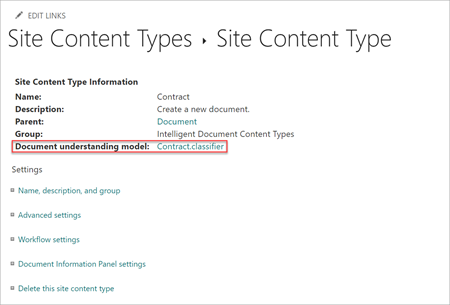 EDIT LINKS
Site Content Types ▸ Site Content Type
Site Content Type Information
Name: Contract
Description: Create a new document.
Parent: Document
Group: Intelligent Document Content Types
Document understanding model: Contract.classifier
Settings
Name, description, and group
Advanced settings
Workflow settings
Document Information Panel settings
Delete this site content type